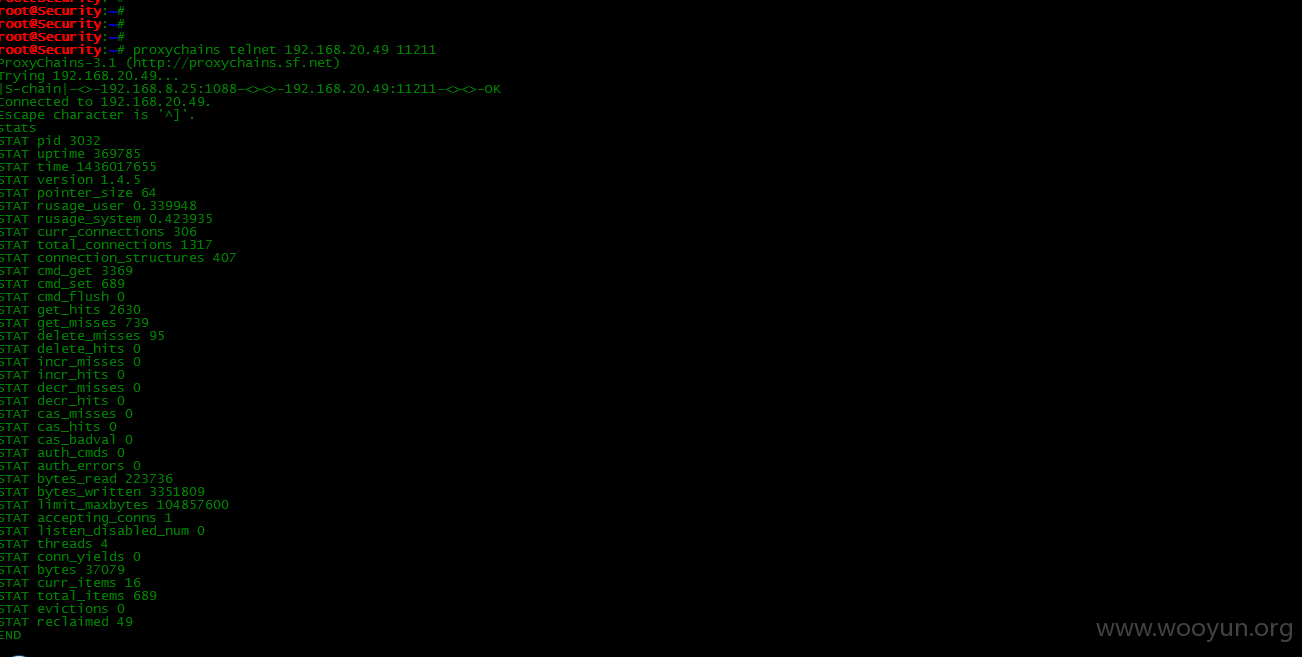 root@Security:~#
root@Security:~#
root@Security:~#
root@Security:~# proxychains telnet 192.168.20.49 11211
ProxyChains-3.1 (http://proxychains.sf.net)
Trying 192.168.20.49...
|S-chain|-<>-192.168.8.25:1088-<><>-192.168.20.49:11211-<><>-OK
Connected to 192.168.20.49.
Escape character is '^]'.
stats
STAT pid 3032
STAT uptime 369785
STAT time 1436017655
STAT version 1.4.5
STAT pointer_size 64
STAT rusage_user 0.339948
STAT rusage_system 0.423935
STAT curr_connections 306
STAT total_connections 1317
STAT connection_structures 407
STAT cmd_get 3369
STAT cmd_set 689
STAT cmd_flush 0
STAT get_hits 2630
STAT get_misses 739
STAT delete_misses 95
STAT delete_hits 0
STAT incr_misses 0
STAT incr_hits 0
STAT decr_misses 0
STAT decr_hits 0
STAT cas_misses 0
STAT cas_hits 0
STAT cas_badval 0
STAT auth_cmds 0
STAT auth_errors 0
STAT bytes_read 223736
STAT bytes_written 3351809
STAT limit_maxbytes 104857600
STAT accepting_conns 1
STAT listen_disabled_num 0
STAT threads 4
STAT conn_yields 0
STAT bytes 37079
STAT curr_items 16
STAT total_items 689
STAT evictions 0
STAT reclaimed 49
END
www.wooyun.org